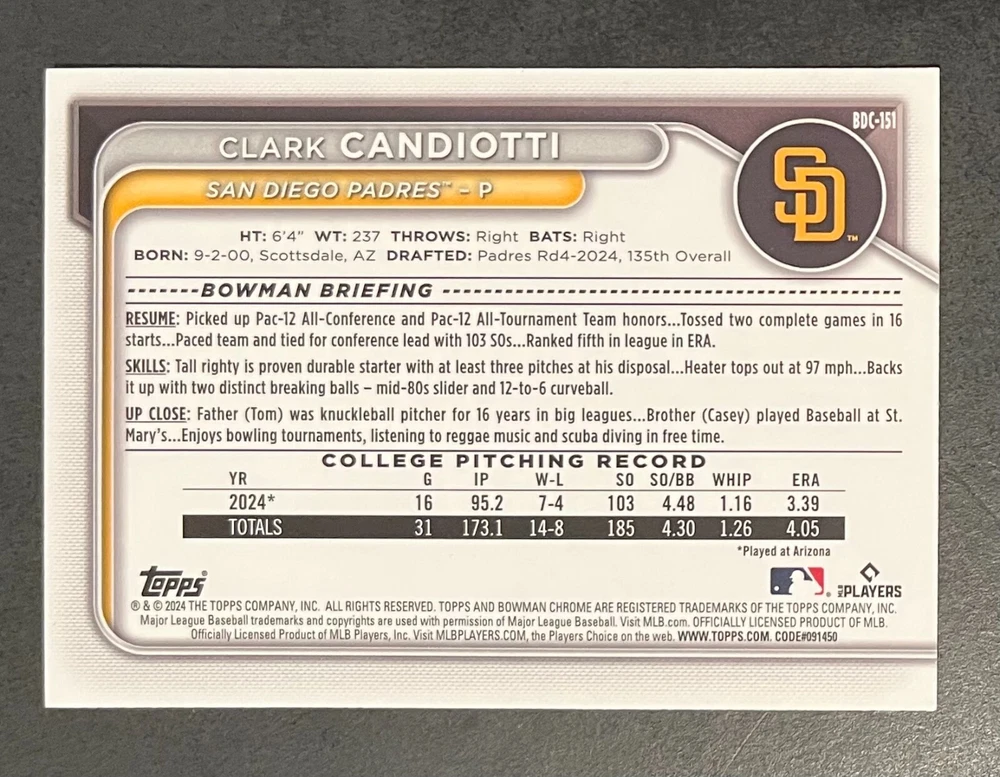 BDC-151
CLARK CANDIOTTI
SD™
SAN DIEGO PADRES™ – P
HT: 6'4" WT: 237 THROWS: Right BATS: Right
BORN: 9-2-00, Scottsdale, AZ DRAFTED: Padres Rd4-2024, 135th Overall
-------BOWMAN BRIEFING -------
RESUME: Picked up Pac-12 All-Conference and Pac-12 All-Tournament Team honors...Tossed two complete games in 16
starts...Paced team and tied for conference lead with 103 SOs...Ranked fifth in league in ERA.
SKILLS: Tall righty is proven durable starter with at least three pitches at his disposal...Heater tops out at 97 mph...Backs
it up with two distinct breaking balls – mid-80s slider and 12-to-6 curveball.
UP CLOSE: Father (Tom) was knuckleball pitcher for 16 years in big leagues...Brother (Casey) played Baseball at St.
Mary's...Enjoys bowling tournaments, listening to reggae music and scuba diving in free time.
COLLEGE PITCHING RECORD
YR G IP W-L SO SO/BB WHIP ERA
2024* 16 95.2 7-4 103 4.48 1.16 3.39
TOTALS 31 173.1 14-8 185 4.30 1.26 4.05
*Played at Arizona
Topps® MLB PLAYERS
® & © 2024 THE TOPPS COMPANY, INC. ALL RIGHTS RESERVED. TOPPS AND BOWMAN CHROME ARE REGISTERED TRADEMARKS OF THE TOPPS COMPANY, INC.
Major League Baseball trademarks and copyrights are used with permission of Major League Baseball. Visit MLB.com. OFFICIALLY LICENSED PRODUCT OF MLB.
Officially Licensed Product of MLB Players, Inc. Visit MLBPLAYERS.COM, the Players Choice on the web. WWW.TOPPS.COM. CODE#091450